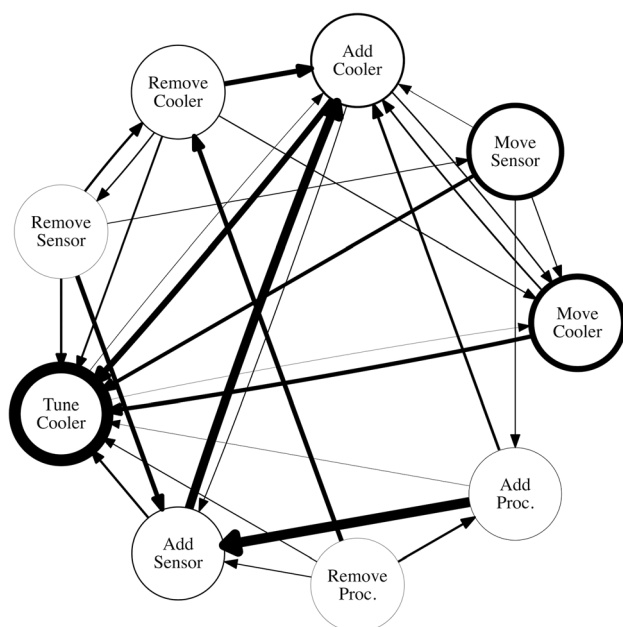 Add
Cooler
Remove
Cooler
Move
Sensor
Remove
Sensor
Move
Cooler
Tune
Cooler
Add
Proc.
Add
Sensor
Remove
Proc.